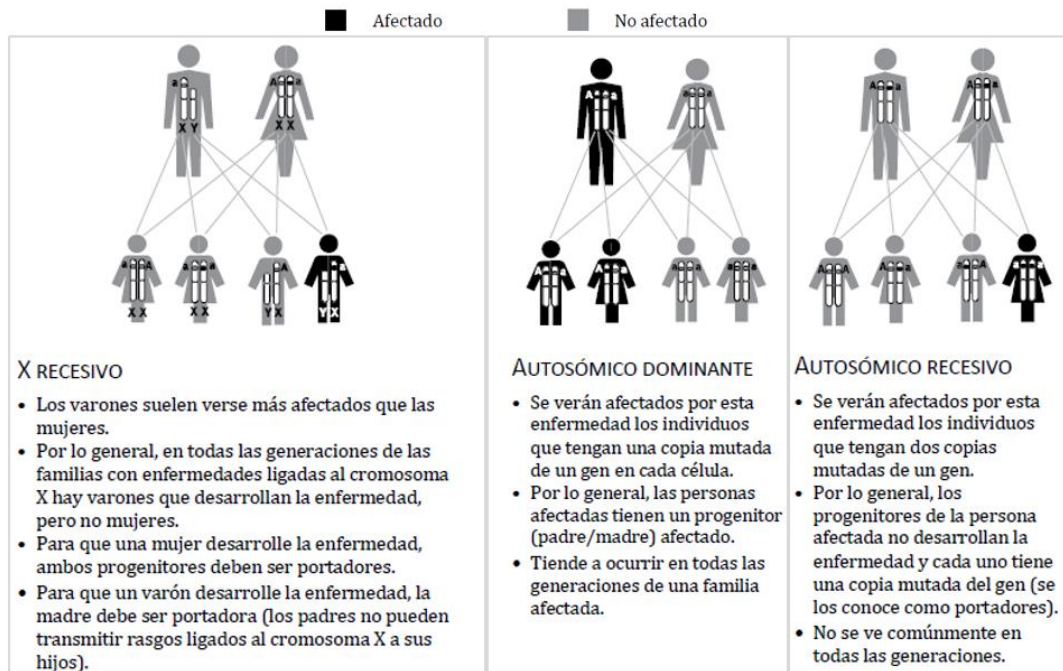 Afectado
No afectado
a
A a
X Y
X X
a A
a a
A
X X
X X
Y X
Y X
X RECESIVO
• Los varones suelen verse más afectados que las
mujeres.
• Por lo general, en todas las generaciones de las
familias con enfermedades ligadas al cromosoma
X hay varones que desarrollan la enfermedad,
pero no mujeres.
• Para que una mujer desarrolle la enfermedad,
ambos progenitores deben ser portadores.
• Para que un varón desarrolle la enfermedad, la
madre debe ser portadora (los padres no pueden
transmitir rasgos ligados al cromosoma X a sus
hijos).
A a
a a
A
A
a a
a a
AUTOSÓMICO DOMINANTE
• Se verán afectados por esta
enfermedad los individuos
que tengan una copia mutada
de un gen en cada célula.
• Por lo general, las personas
afectadas tienen un progenitor
(padre/madre) afectado.
• Tiende a ocurrir en todas las
generaciones de una familia
afectada.
A a
A a
A A
A a
A a
AUTOSÓMICO RECESIVO
• Se verán afectados por esta
enfermedad los individuos
que tengan dos copias
mutadas de un gen.
• Por lo general, los
progenitores de la persona
afectada no desarrollan la
enfermedad y cada uno tiene
una copia mutada del gen (se
los conoce como portadores).
• No se ve comúnmente en
todas las generaciones.